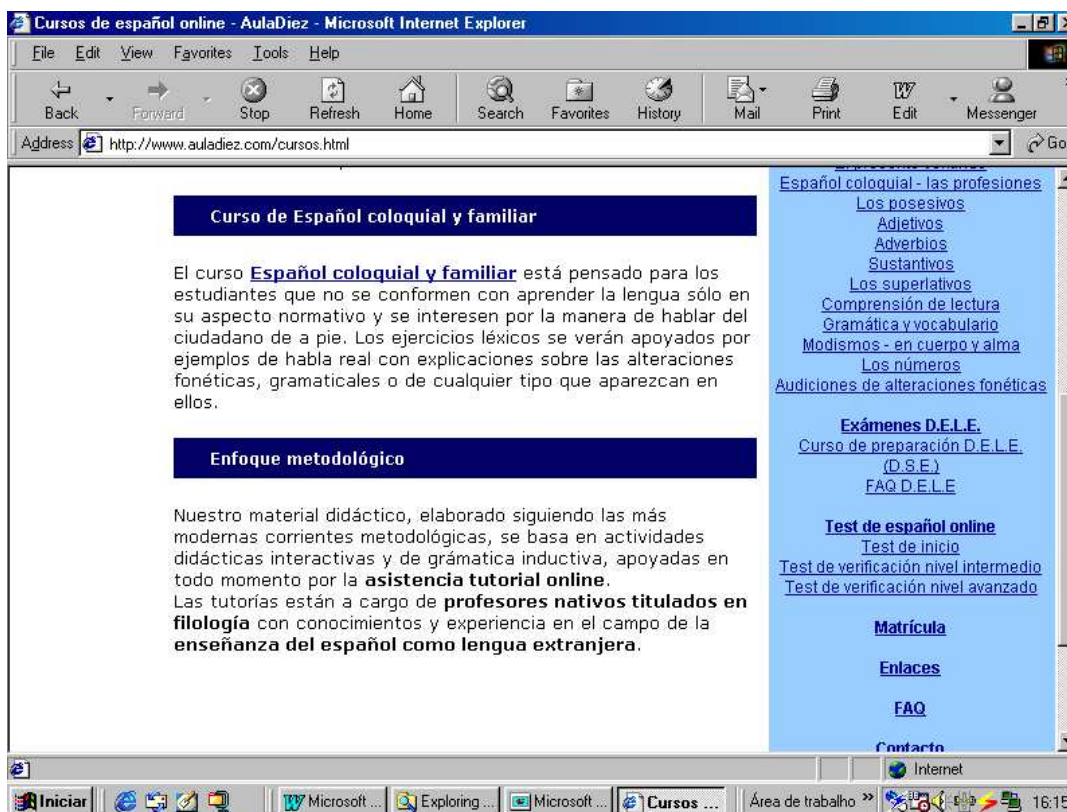 Cursos de español online - AulaDiez - Microsoft Internet Explorer
File Edit View Favorites Tools Help
Back Forward Stop Refresh Home Search Favorites History Mail Print Edit Messenger
Address http://www.auladiez.com/cursos.html Go
Curso de Español coloquial y familiar
El curso Español coloquial y familiar está pensado para los
estudiantes que no se conformen con aprender la lengua sólo en
su aspecto normativo y se interesen por la manera de hablar del
ciudadano de a pie. Los ejercicios léxicos se verán apoyados por
ejemplos de habla real con explicaciones sobre las alteraciones
fonéticas, gramaticales o de cualquier tipo que aparezcan en
ellos.
Enfoque metodológico
Nuestro material didáctico, elaborado siguiendo las más
modernas corrientes metodológicas, se basa en actividades
didácticas interactivas y de grámatica inductiva, apoyadas en
todo momento por la asistencia tutorial online.
Las tutorías están a cargo de profesores nativos titulados en
filología con conocimientos y experiencia en el campo de la
enseñanza del español como lengua extranjera.
Español coloquial - las profesiones
Los posesivos
Adjetivos
Adverbios
Sustantivos
Los superlativos
Comprensión de lectura
Gramática y vocabulario
Modismos - en cuerpo y alma
Los números
Audiciones de alteraciones fonéticas
Exámenes D.E.L.E.
Curso de preparación D.E.L.E.
(D.S.E.)
FAQ D.E.L.E
Test de español online
Test de inicio
Test de verificación nivel intermedio
Test de verificación nivel avanzado
Matrícula
Enlaces
FAQ
Contacto
Internet
Iniciar Microsoft ... Exploring ... Microsoft ... Cursos ... Área de trabalho » 16:15